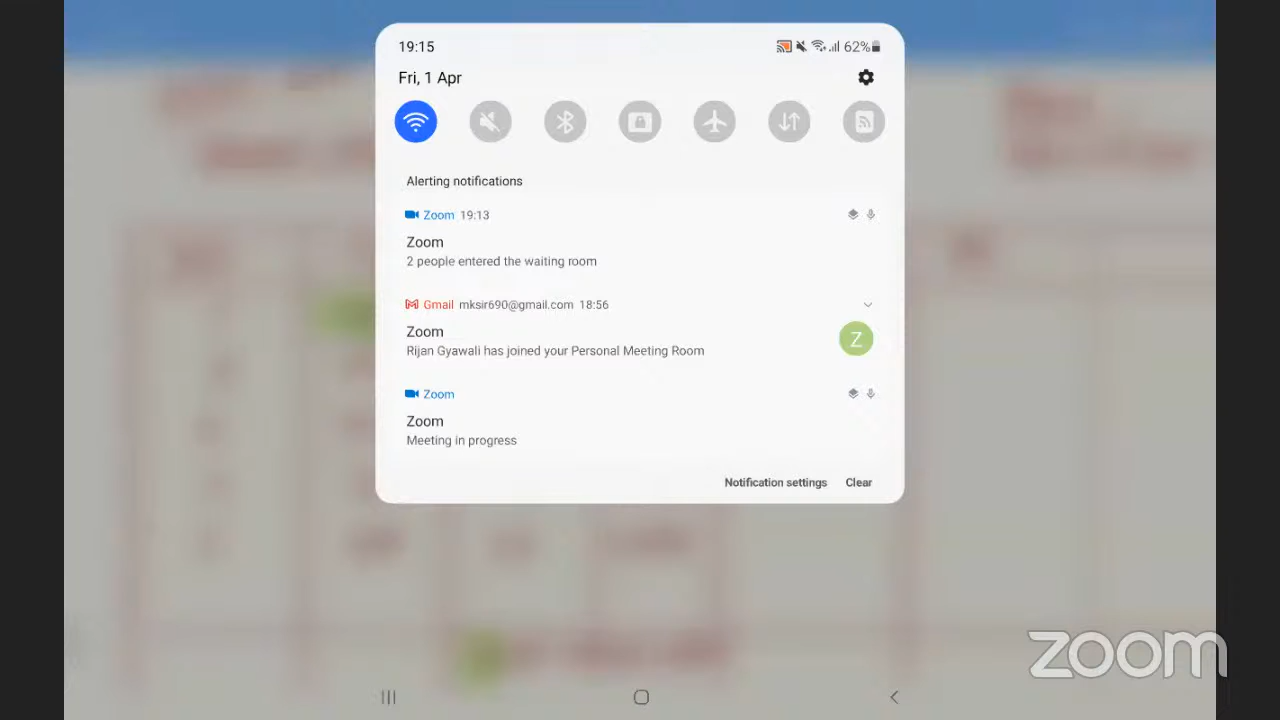 19:15
62%
Fri, 1 Apr
Alerting notifications
Zoom 19:13
Zoom
2 people entered the waiting room
Gmail mksir690@gmail.com 18:56
Zoom
Rijan Gyawali has joined your Personal Meeting Room
Z
Zoom
Zoom
Meeting in progress
Notification settings Clear
zoom